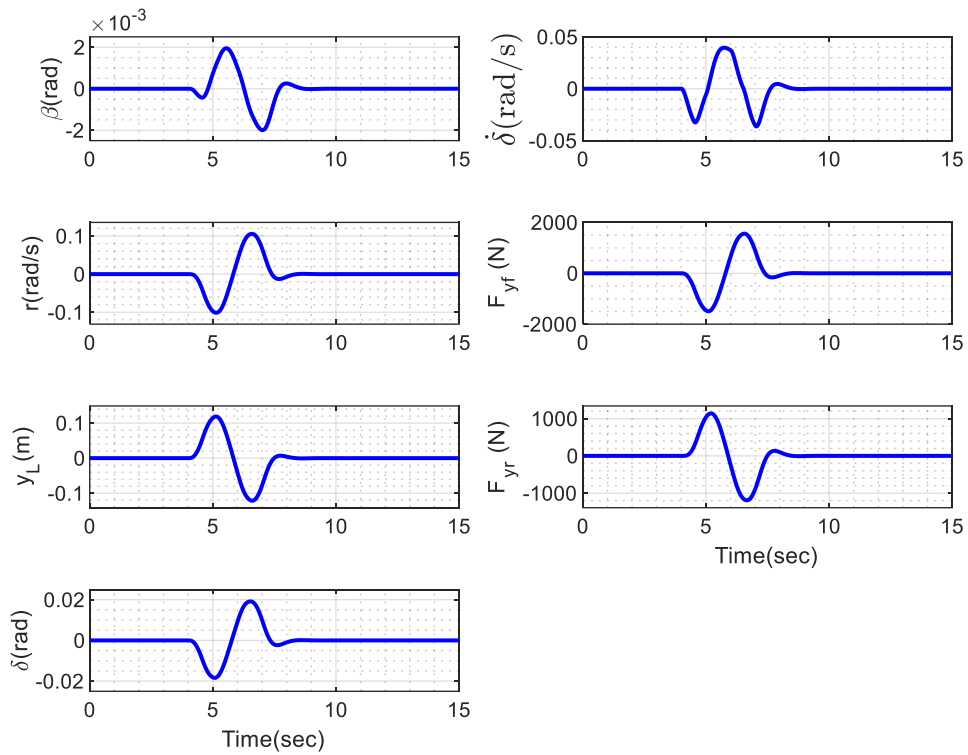 ×10⁻³
β(rad)
2
0
-2
0 5 10 15
r(rad/s)
0.1
0
-0.1
0 5 10 15
y_L(m)
0.1
0
-0.1
0 5 10 15
δ(rad)
0.02
0
-0.02
0 5 10 15
Time(sec)
δ̇(rad/s)
0.05
0
-0.05
0 5 10 15
F_yf (N)
2000
0
-2000
0 5 10 15
F_yr (N)
1000
0
-1000
0 5 10 15
Time(sec)